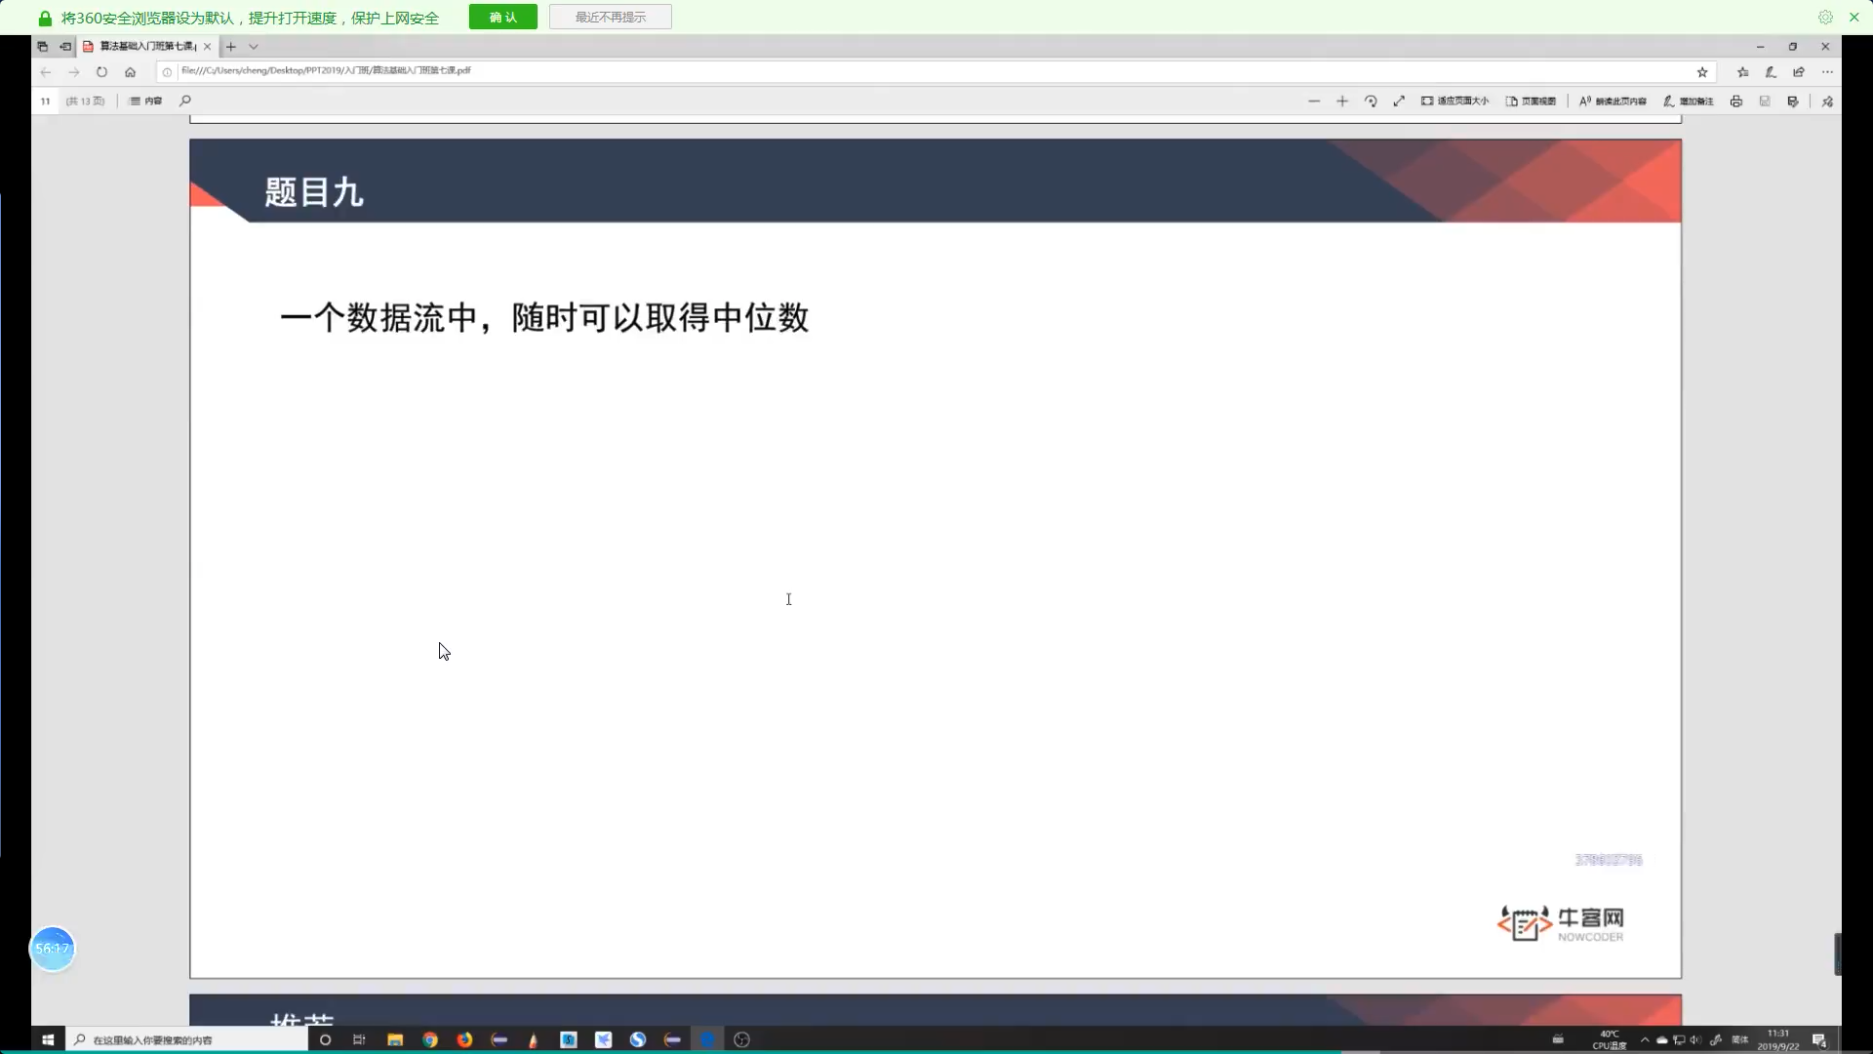 将360安全浏览器设为默认，提升打开速度，保护上网安全
确认
最近不再提示
算法基础入门班第七课.
file:///C:/Users/cheng/Desktop/PPT2019/入门班/算法基础入门班第七课.pdf
11 (共 13 页) 内容
适应页面大小 页面视图 朗读此页内容 增加备注
题目九
一个数据流中，随时可以取得中位数
牛客网
NOWCODER
56:17
推荐
在这里输入你要搜索的内容
40℃
CPU温度
11:31
2019/9/22